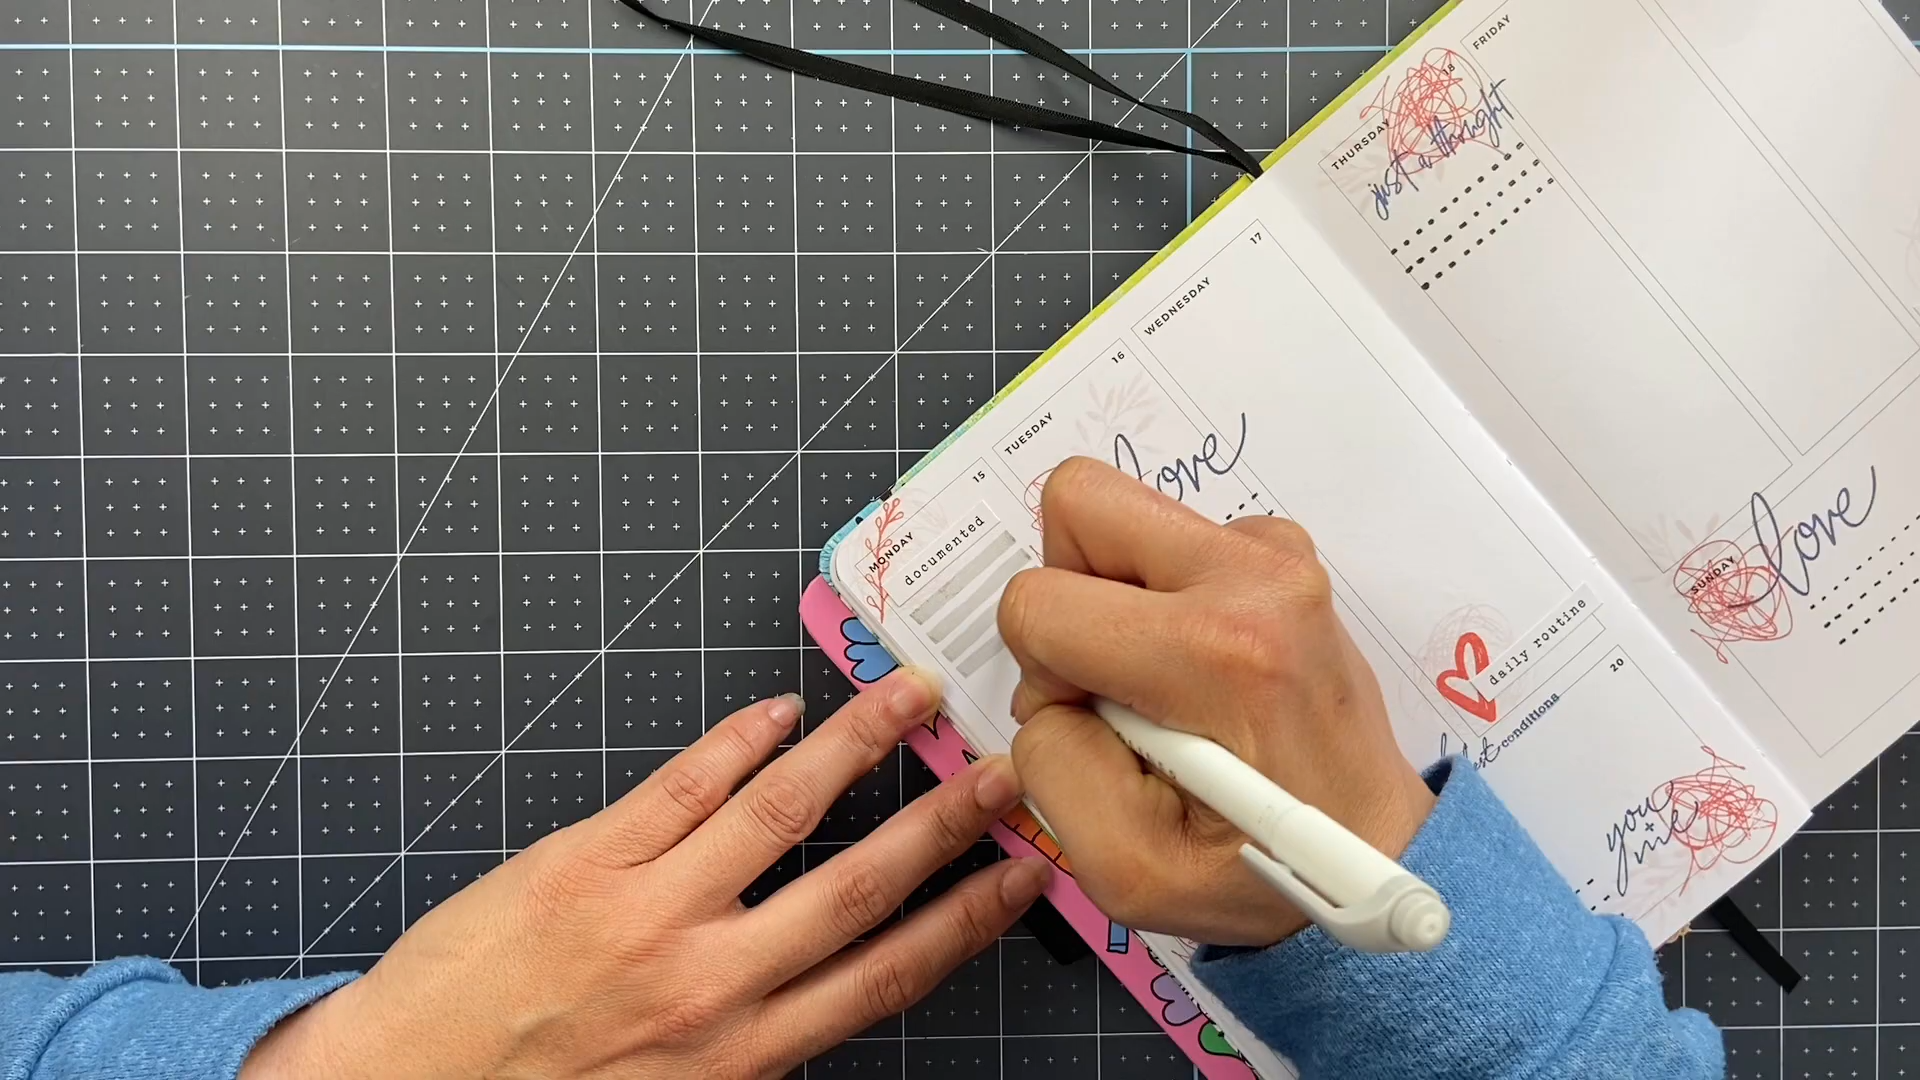 MONDAY 15
documented
TUESDAY 16
love
WEDNESDAY 17
daily routine
conditions
20
you
me
THURSDAY 18
just a thought
FRIDAY
SUNDAY
love